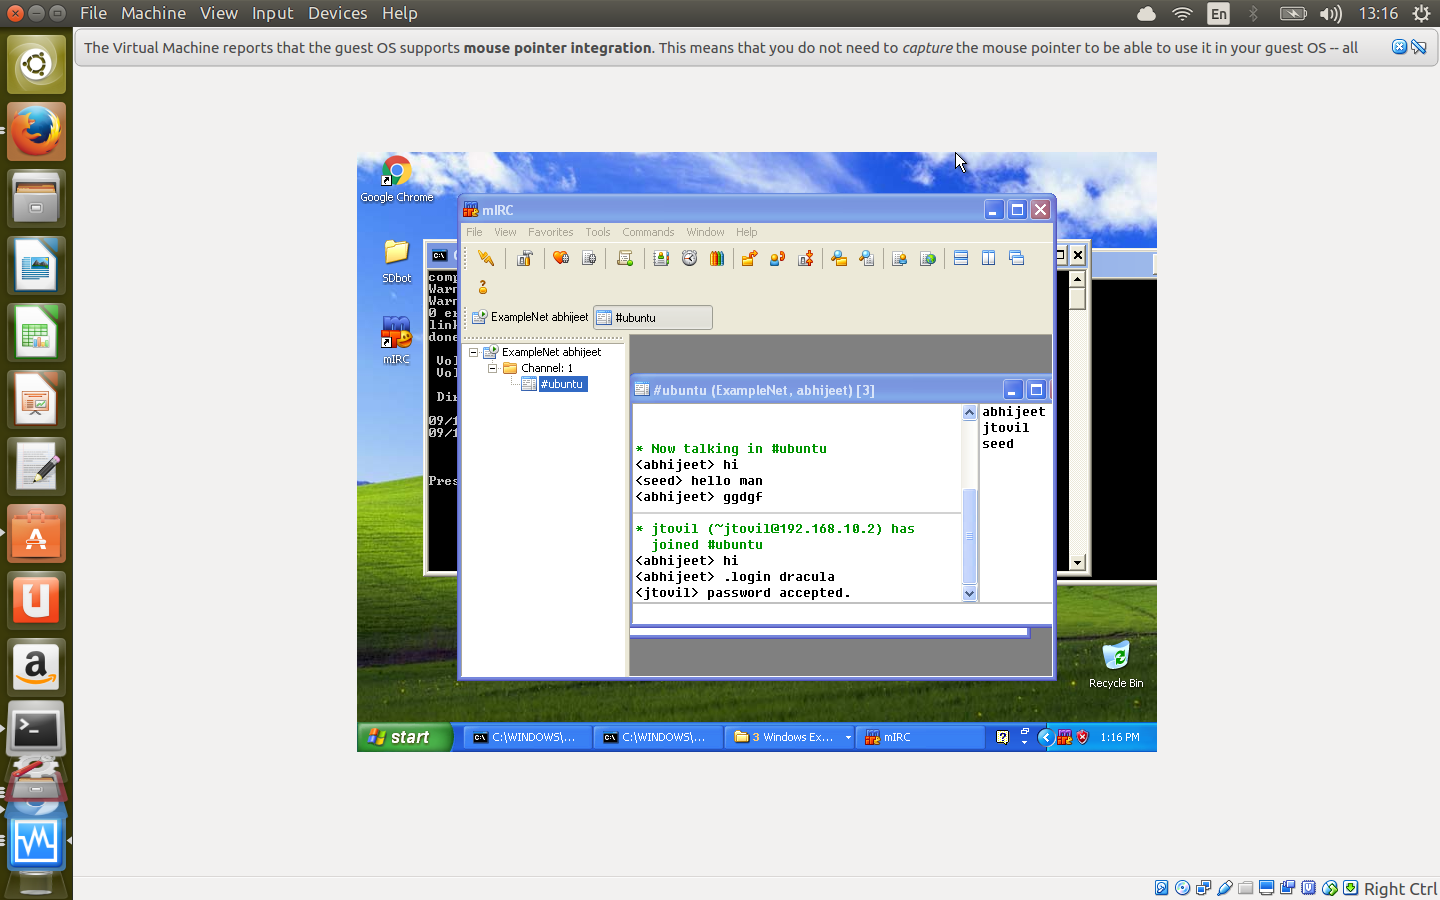 File Machine View Input Devices Help
En 13:16
The Virtual Machine reports that the guest OS supports mouse pointer integration. This means that you do not need to capture the mouse pointer to be able to use it in your guest OS -- all
Google Chrome
SDbot
mIRC
mIRC
File View Favorites Tools Commands Window Help
ExampleNet abhijeet #ubuntu
ExampleNet abhijeet
Channel: 1
#ubuntu
#ubuntu (ExampleNet, abhijeet) [3]
* Now talking in #ubuntu
<abhijeet> hi
<seed> hello man
<abhijeet> ggdgf
* jtovil (~jtovil@192.168.10.2) has
joined #ubuntu
<abhijeet> hi
<abhijeet> .login dracula
<jtovil> password accepted.
abhijeet
jtovil
seed
comp
Warn
Warn
0 er
link
done
Vol
Vol
Dir
09/1
09/1
Pres
Recycle Bin
start C:\WINDOWS\... C:\WINDOWS\... 3 Windows Ex... mIRC 1:16 PM
Right Ctrl